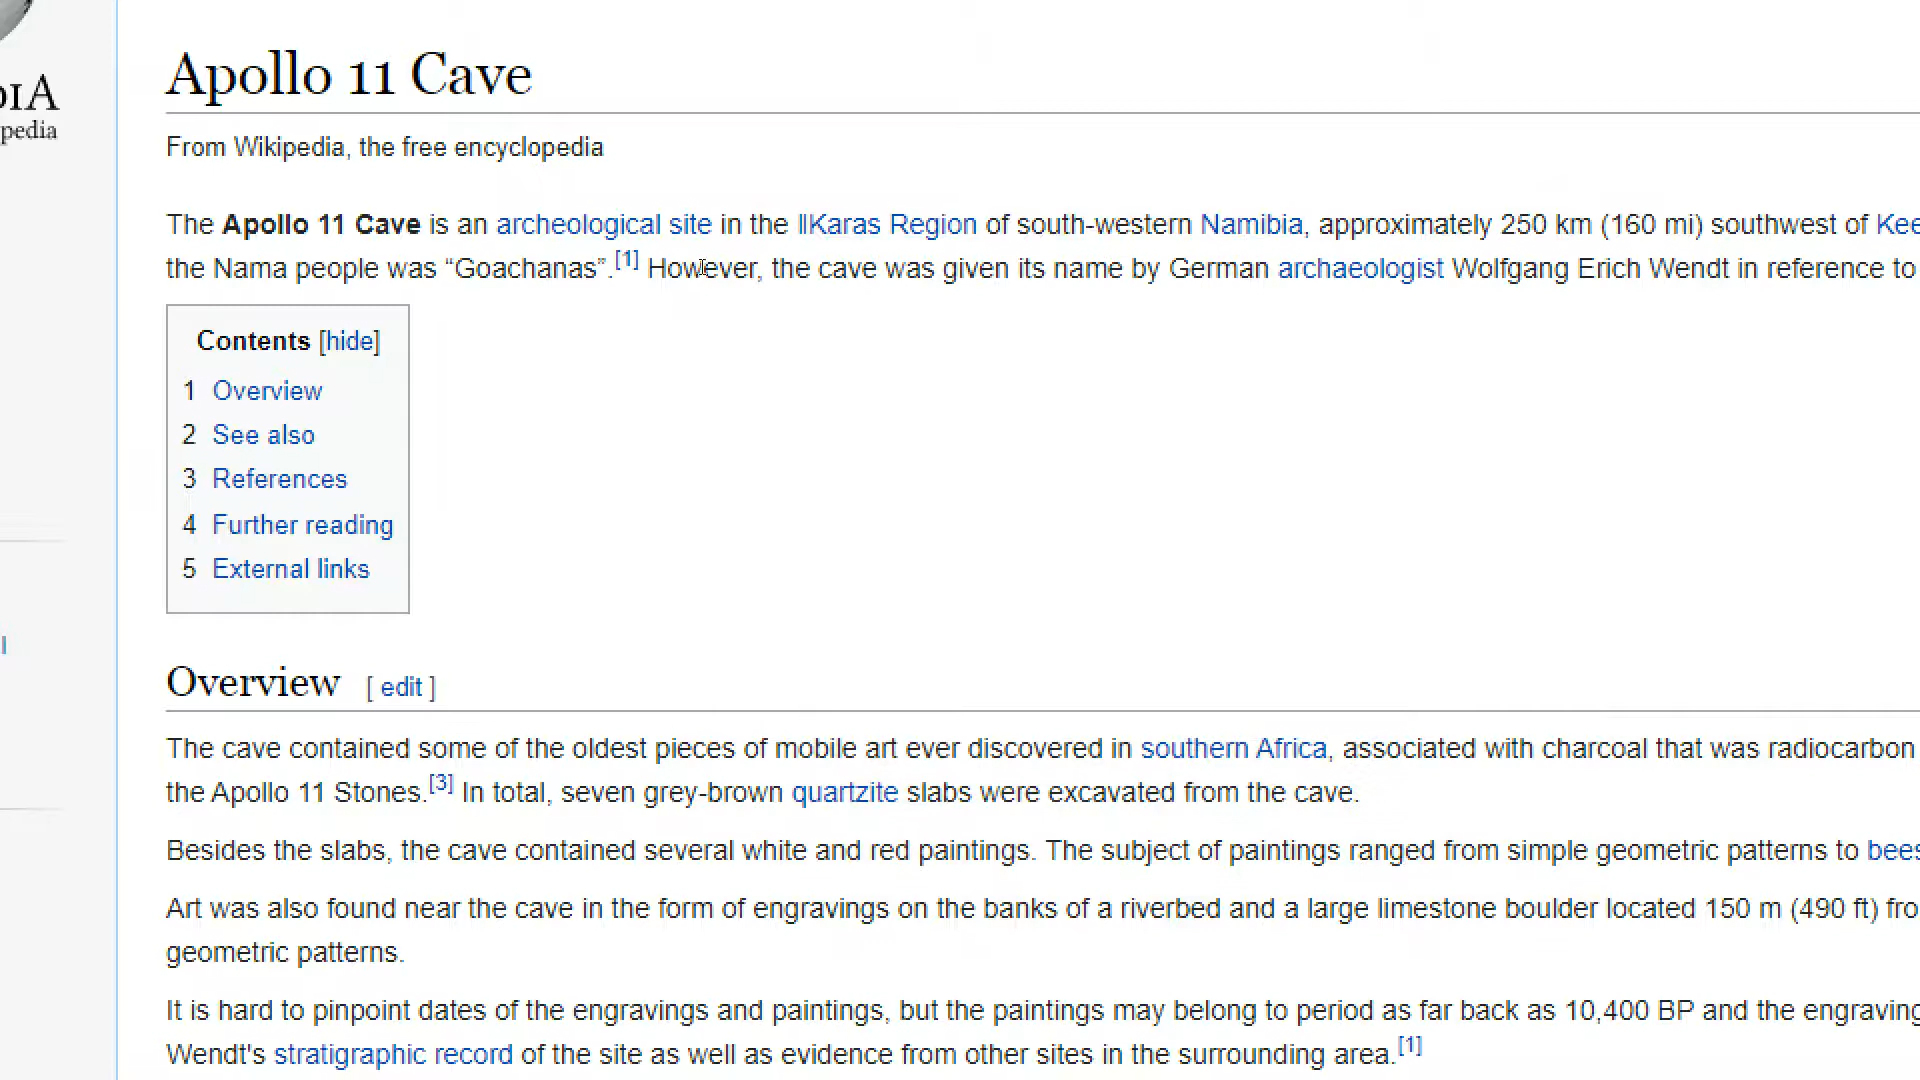 DIA
pedia
Apollo 11 Cave
From Wikipedia, the free encyclopedia
The Apollo 11 Cave is an archeological site in the ǁKaras Region of south-western Namibia, approximately 250 km (160 mi) southwest of Kee
the Nama people was “Goachanas”.[1] However, the cave was given its name by German archaeologist Wolfgang Erich Wendt in reference to
Contents [hide]
1 Overview
2 See also
3 References
4 Further reading
5 External links
Overview [ edit ]
The cave contained some of the oldest pieces of mobile art ever discovered in southern Africa, associated with charcoal that was radiocarbon
the Apollo 11 Stones.[3] In total, seven grey-brown quartzite slabs were excavated from the cave.
Besides the slabs, the cave contained several white and red paintings. The subject of paintings ranged from simple geometric patterns to bees
Art was also found near the cave in the form of engravings on the banks of a riverbed and a large limestone boulder located 150 m (490 ft) fro
geometric patterns.
It is hard to pinpoint dates of the engravings and paintings, but the paintings may belong to period as far back as 10,400 BP and the engraving
Wendt's stratigraphic record of the site as well as evidence from other sites in the surrounding area.[1]